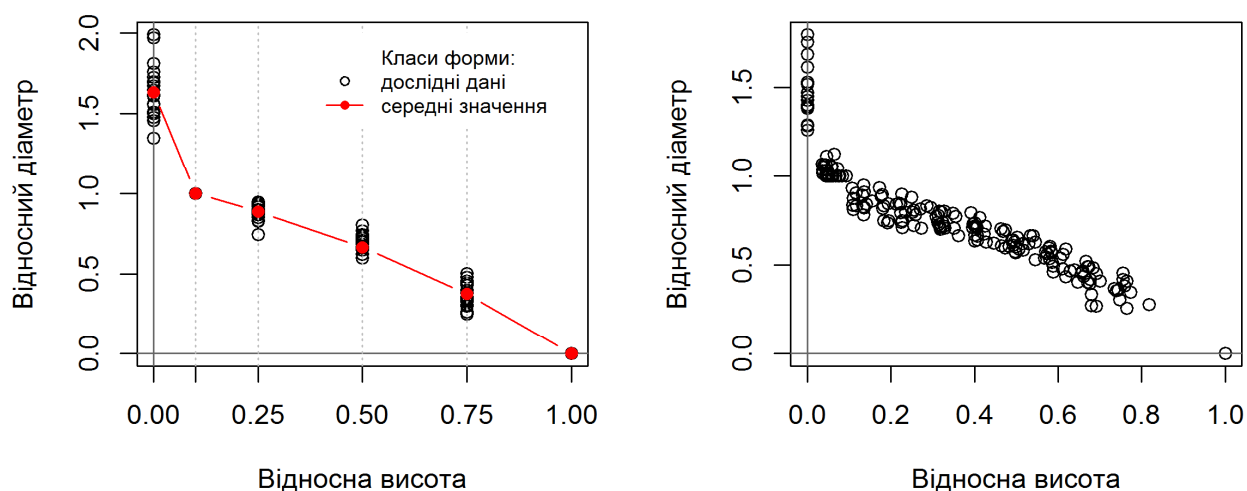 Відносний діаметр
2.0
1.5
1.0
0.5
0.0
Класи форми:
дослідні дані
середні значення
0.00 0.25 0.50 0.75 1.00
Відносна висота
Відносний діаметр
1.5
1.0
0.5
0.0
0.0 0.2 0.4 0.6 0.8 1.0
Відносна висота